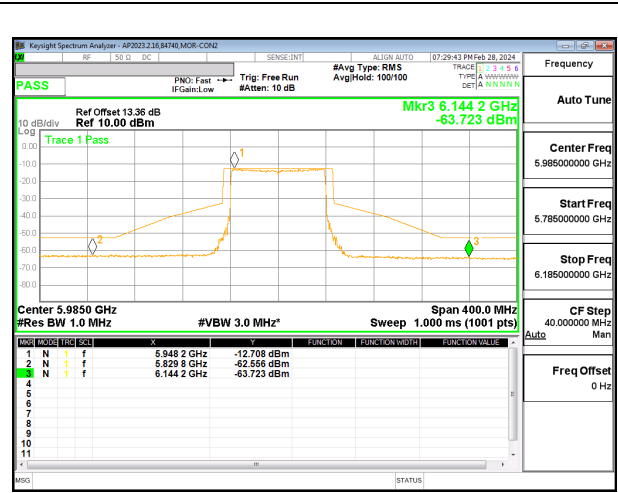 Keysight Spectrum Analyzer - AP2023.2.16,84740,MOR-CON2
RF 50 Ω DC SENSE:INT ALIGN AUTO 07:29:43 PM Feb 28, 2024
PASS
PNO: Fast
IFGain:Low
Trig: Free Run
#Atten: 10 dB
#Avg Type: RMS
Avg|Hold: 100/100
TRACE 1 2 3 4 5 6
TYPE A WWWWW
DET A N N N N N
Ref Offset 13.36 dB
10 dB/div Ref 10.00 dBm
Mkr3 6.144 2 GHz
-63.723 dBm
Log
Trace 1 Pass
0.00
-10.0
-20.0
-30.0
-40.0
-50.0
-60.0
-70.0
-80.0
1
2
3
Center 5.9850 GHz Span 400.0 MHz
#Res BW 1.0 MHz #VBW 3.0 MHz* Sweep 1.000 ms (1001 pts)
MKR MODE TRC SCL X Y FUNCTION FUNCTION WIDTH FUNCTION VALUE
1 N 1 f 5.948 2 GHz -12.708 dBm
2 N 1 f 5.829 8 GHz -62.556 dBm
3 N 1 f 6.144 2 GHz -63.723 dBm
4
5
6
7
8
9
10
11
MSG STATUS
Frequency
Auto Tune
Center Freq
5.985000000 GHz
Start Freq
5.785000000 GHz
Stop Freq
6.185000000 GHz
CF Step
40.000000 MHz
Auto Man
Freq Offset
0 Hz